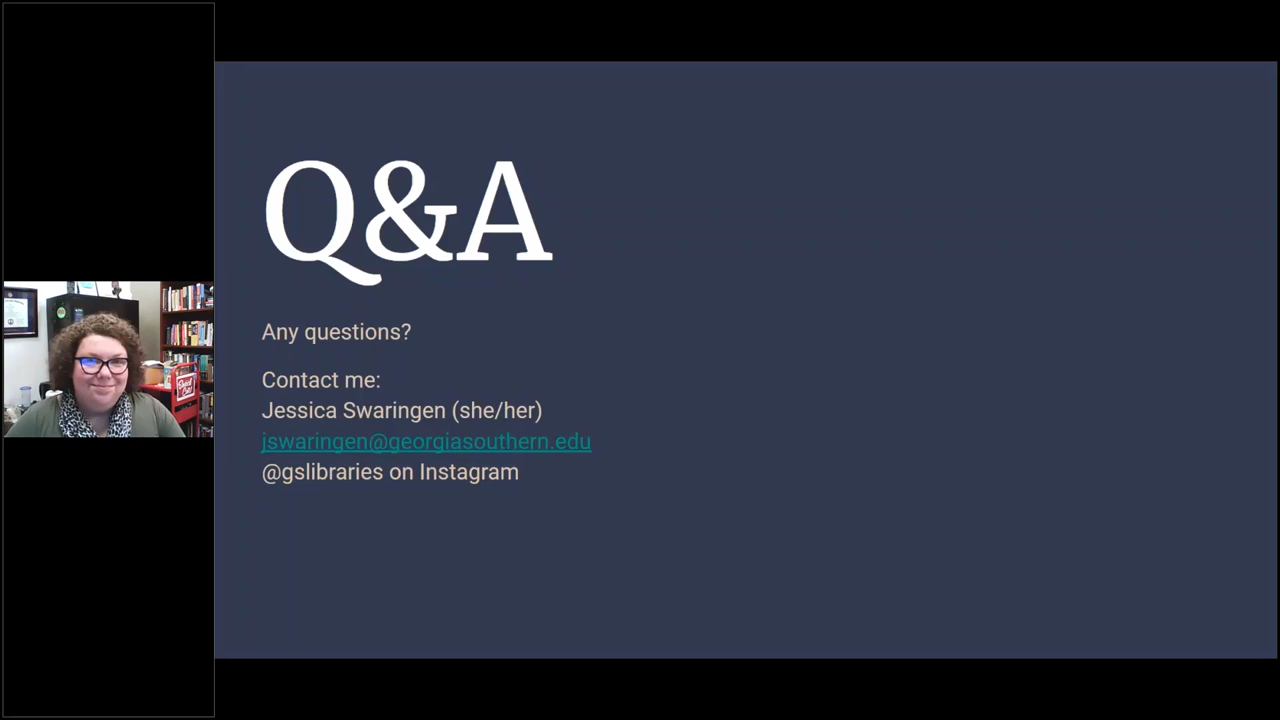 Q&A
Any questions?
Contact me:
Jessica Swaringen (she/her)
jswaringen@georgiasouthern.edu
@gslibraries on Instagram